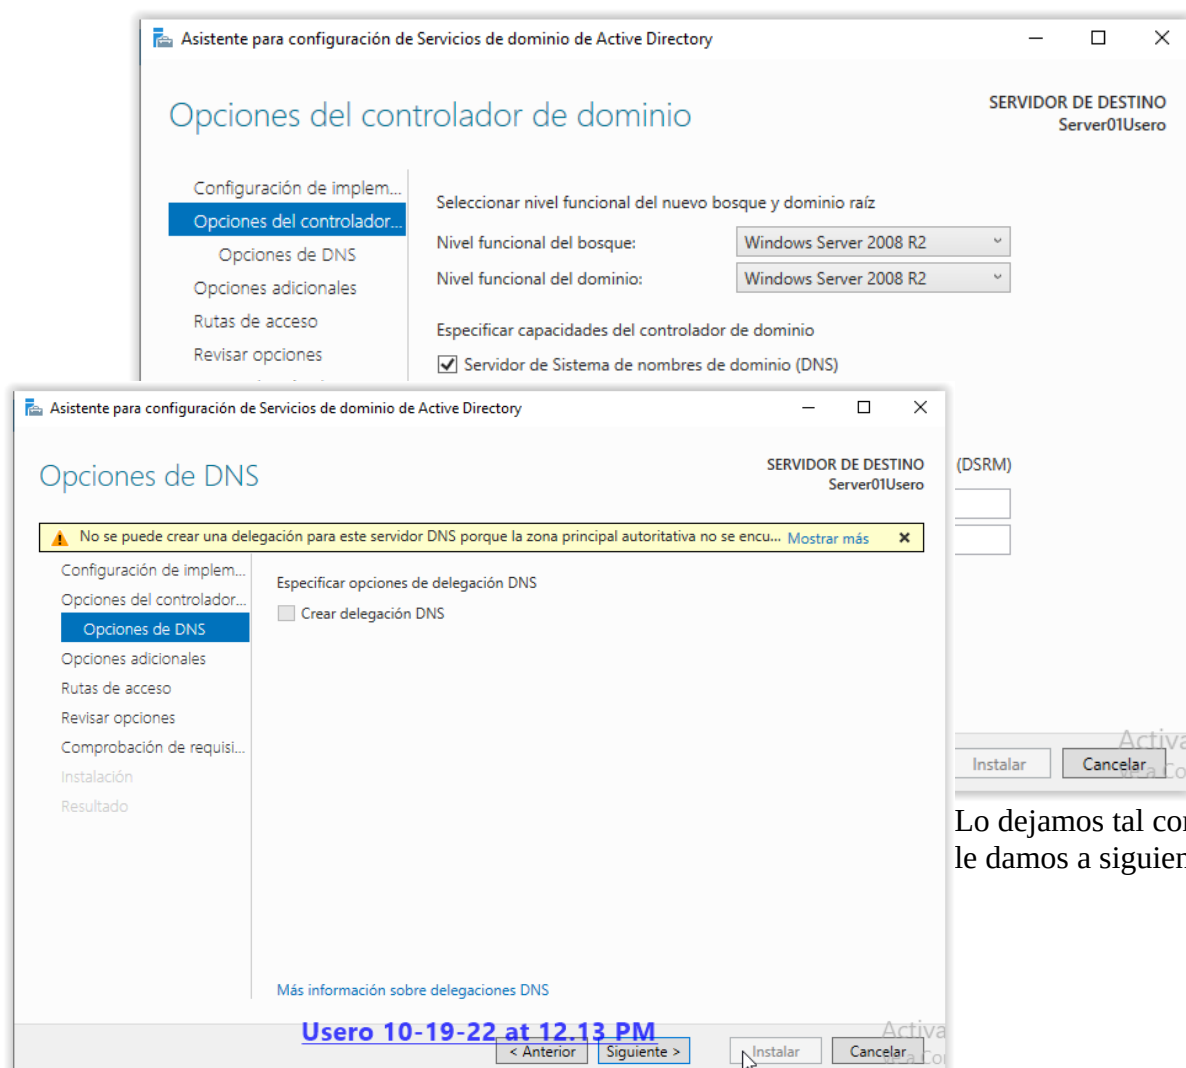 Asistente para configuración de Servicios de dominio de Active Directory
Opciones del controlador de dominio
SERVIDOR DE DESTINO
Server01Usero
Configuración de implem...
Opciones del controlador...
Opciones de DNS
Opciones adicionales
Rutas de acceso
Revisar opciones
Seleccionar nivel funcional del nuevo bosque y dominio raíz
Nivel funcional del bosque: Windows Server 2008 R2
Nivel funcional del dominio: Windows Server 2008 R2
Especificar capacidades del controlador de dominio
Servidor de Sistema de nombres de dominio (DNS)
(DSRM)
Instalar Cancelar
Activa
Asistente para configuración de Servicios de dominio de Active Directory
Opciones de DNS
SERVIDOR DE DESTINO
Server01Usero
No se puede crear una delegación para este servidor DNS porque la zona principal autoritativa no se encu... Mostrar más
Configuración de implem...
Opciones del controlador...
Opciones de DNS
Opciones adicionales
Rutas de acceso
Revisar opciones
Comprobación de requisi...
Instalación
Resultado
Especificar opciones de delegación DNS
Crear delegación DNS
Más información sobre delegaciones DNS
Usero 10-19-22 at 12.13 PM
Activa
< Anterior Siguiente > Instalar Cancelar
Lo dejamos tal co
le damos a siguien